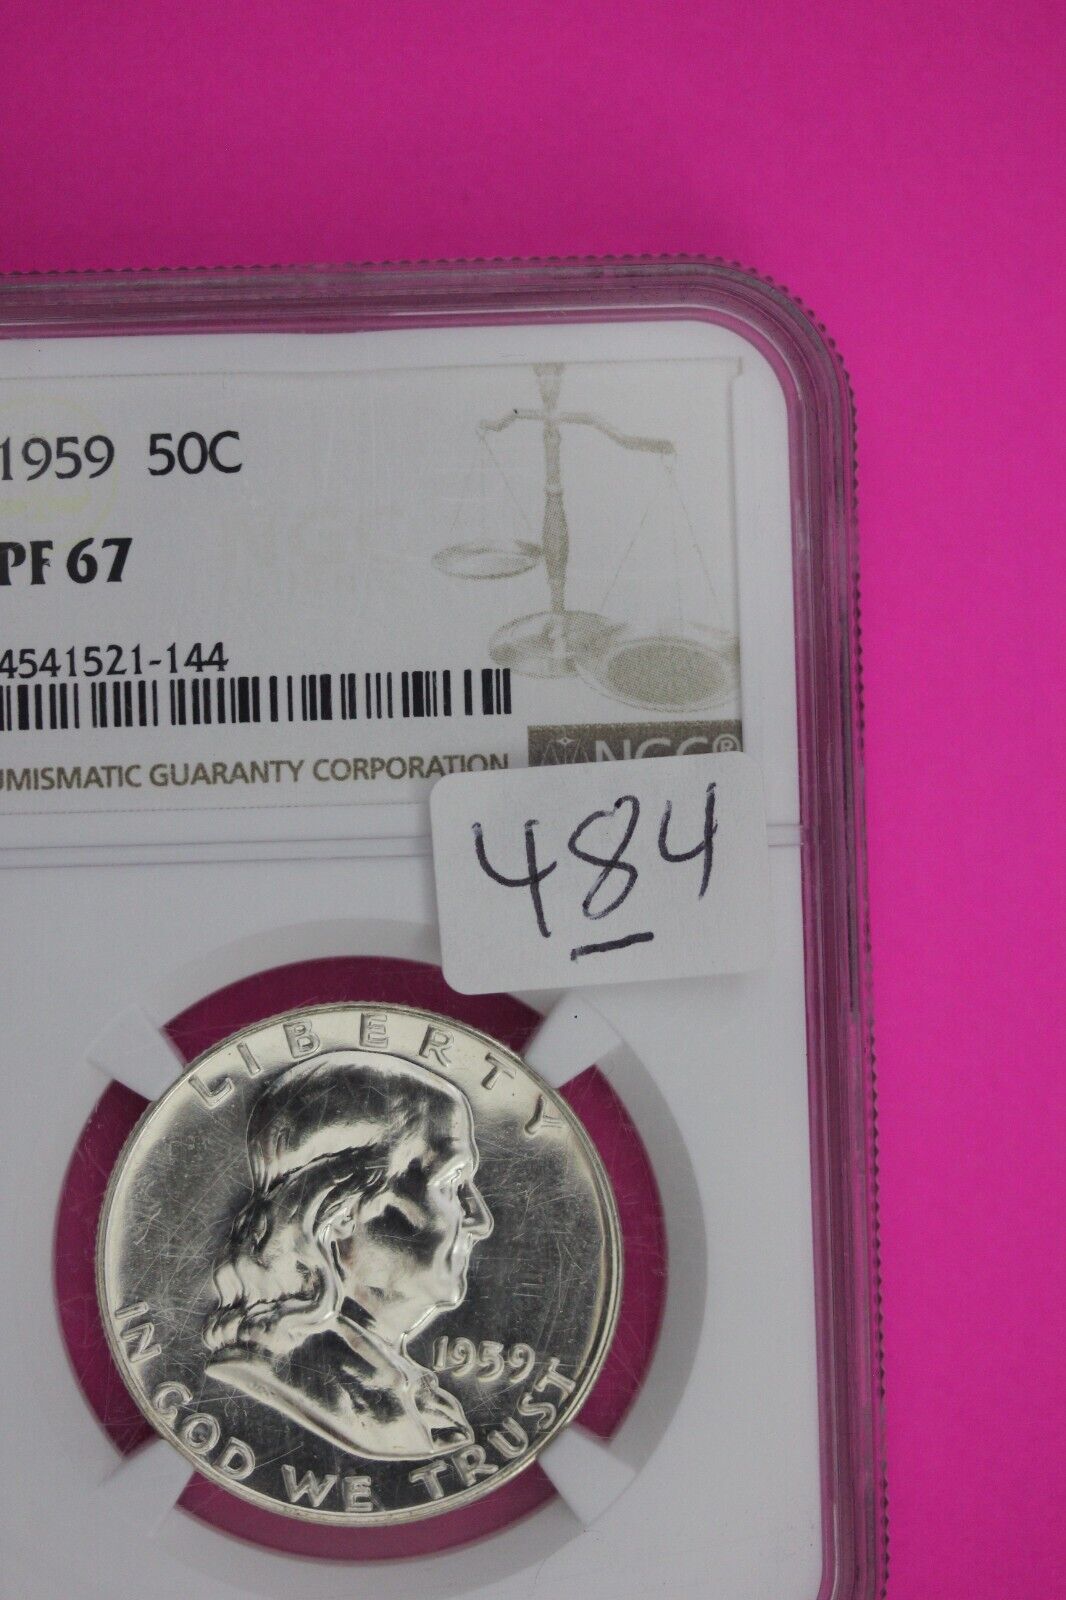 1959 50C
PF 67
4541521-144
UMISMATIC GUARANTY CORPORATION
NGC®
484
LIBERTY
1959
IN GOD WE TRUST